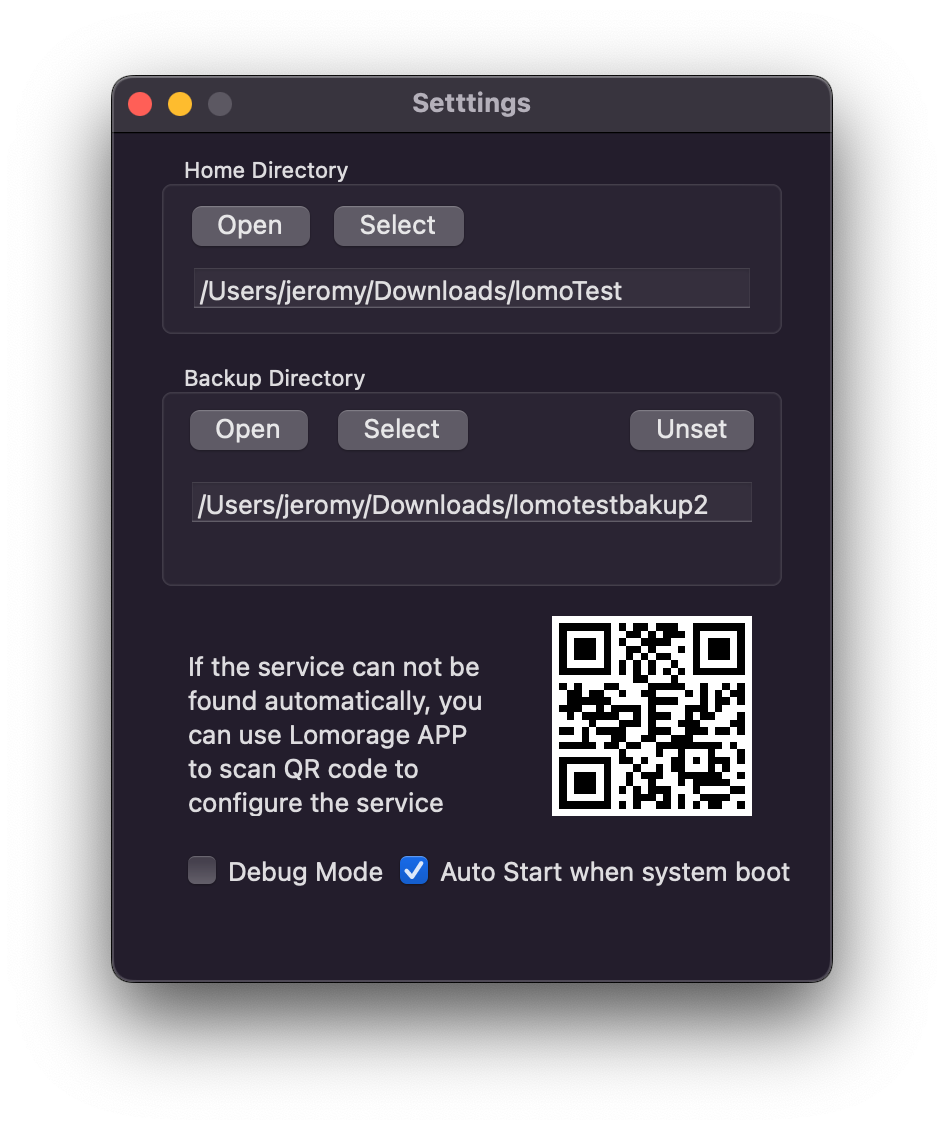 Setttings
Home Directory
Open Select
/Users/jeromy/Downloads/lomoTest
Backup Directory
Open Select Unset
/Users/jeromy/Downloads/lomotestbakup2
If the service can not be
found automatically, you
can use Lomorage APP
to scan QR code to
configure the service
Debug Mode Auto Start when system boot